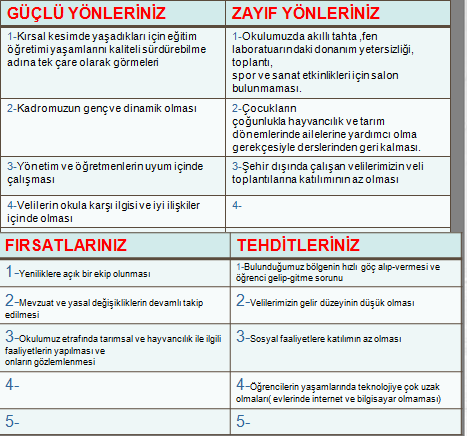 GÜÇLÜ YÖNLERİNİZ
ZAYIF YÖNLERİNİZ
1-Kırsal kesimde yaşadıkları için eğitim
öğretimi yaşamlarını kaliteli sürdürebilme
adına tek çare olarak görmeleri
1-Okulumuzda akıllı tahta ,fen
laboratuarındaki donanım yetersizliği,
toplantı,
spor ve sanat etkinlikleri için salon
bulunmaması.
2-Kadromuzun genç ve dinamik olması
2-Çocukların
çoğunlukla hayvancılık ve tarım
dönemlerinde ailelerine yardımcı olma
gerekçesiyle derslerinden geri kalması.
3-Yönetim ve öğretmenlerin uyum içinde
çalışması
3-Şehir dışında çalışan velilerimizin veli
toplantılarına katılımının az olması
4-Velilerin okula karşı ilgisi ve iyi ilişkiler
içinde olması
4-
FIRSATLARINIZ
TEHDİTLERİNİZ
1-Yeniliklere açık bir ekip olunması
1-Bulunduğumuz bölgenin hızlı göç alıp-vermesi ve
öğrenci gelip-gitme sorunu
2-Mevzuat ve yasal değişikliklerin devamlı takip
edilmesi
2-Velilerimizin gelir düzeyinin düşük olması
3-Okulumuz etrafında tarımsal ve hayvancılık ile ilgili
faaliyetlerin yapılması ve
onların gözlemlenmesi
3-Sosyal faaliyetlere katılımın az olması
4-
4-Öğrencilerin yaşamlarında teknolojiye çok uzak
olmaları( evlerinde internet ve bilgisayar olmaması)
5-
5-